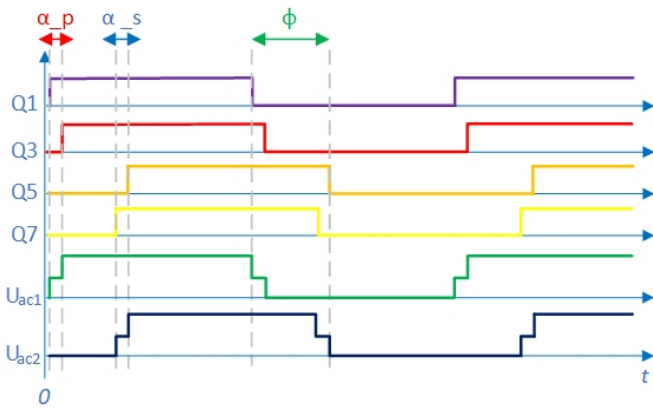 α_p α_s ϕ
Q1
Q3
Q5
Q7
Uac1
Uac2
0 t